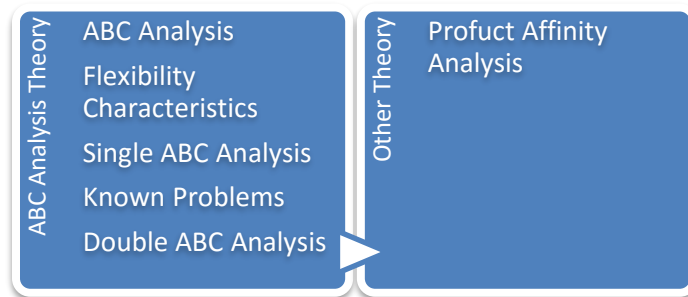 ABC Analysis Theory
ABC Analysis
Flexibility
Characteristics
Single ABC Analysis
Known Problems
Double ABC Analysis
Other Theory
Profuct Affinity
Analysis